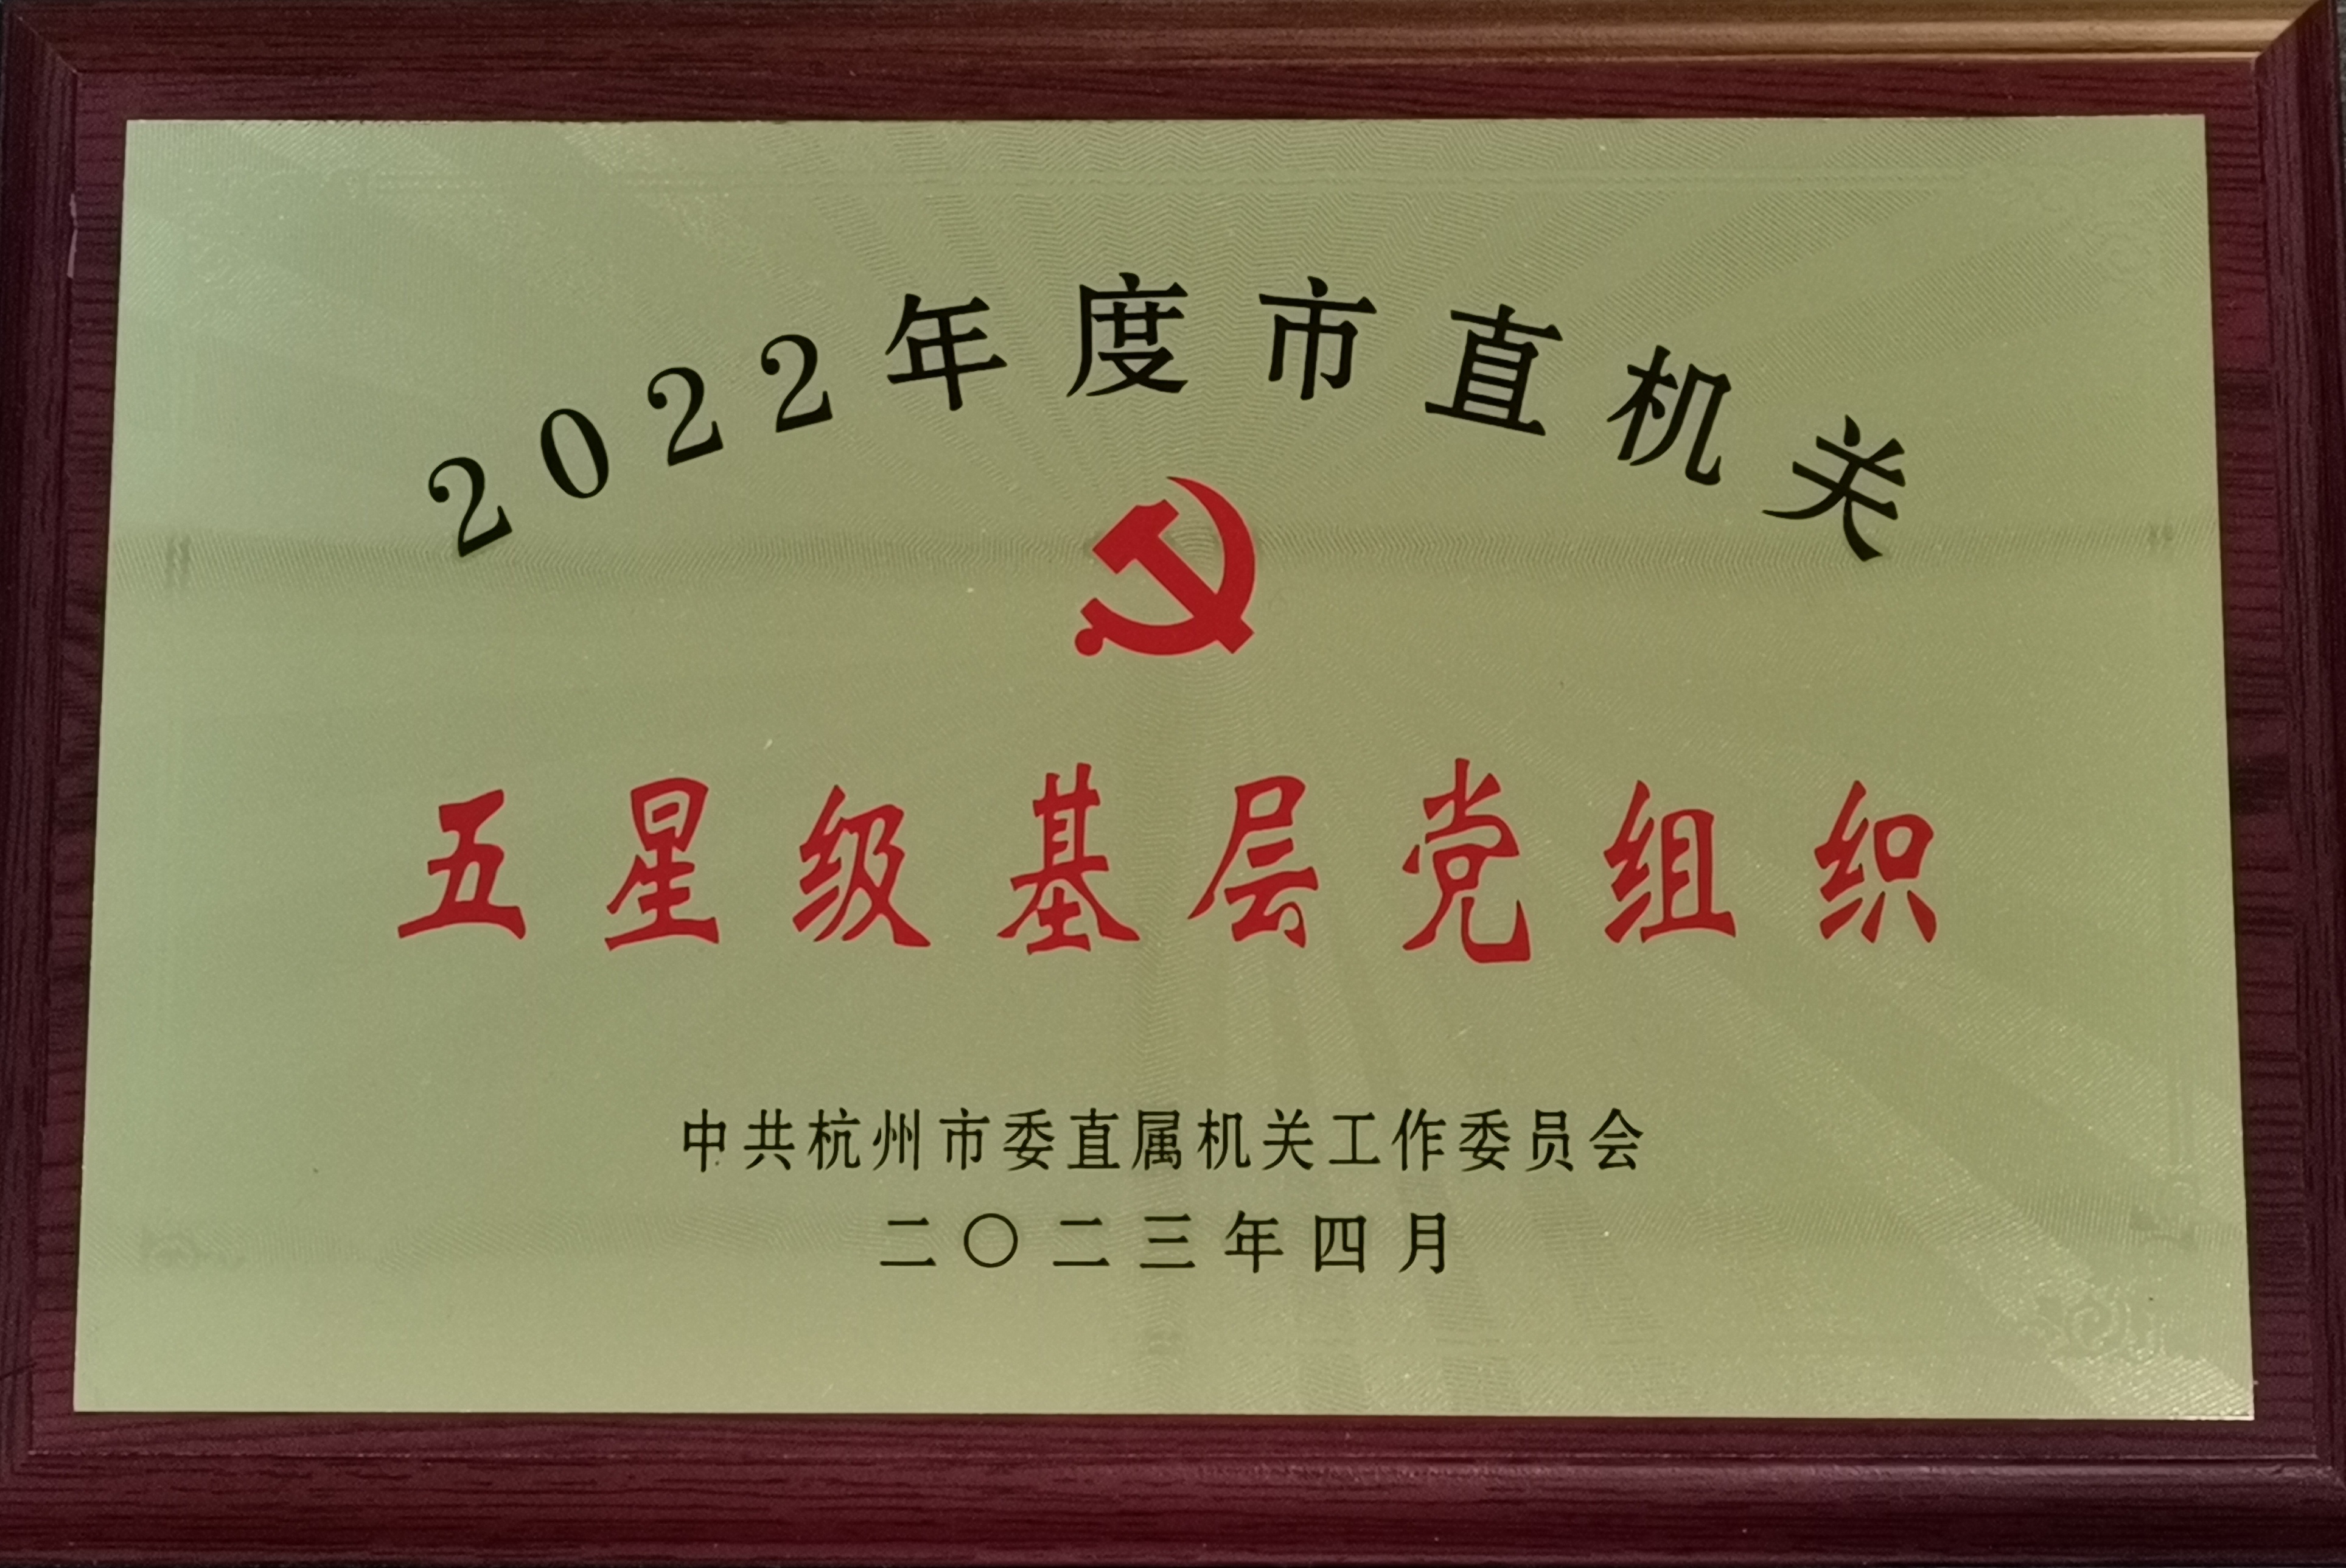 2022年度市直机关
五星级基层党组织
中共杭州市委直属机关工作委员会
二〇二三年四月